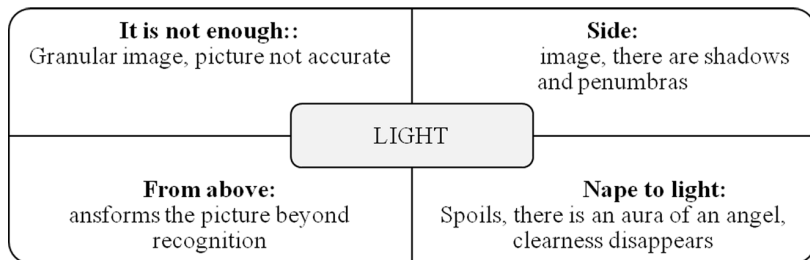 It is not enough::
Granular image, picture not accurate
Side:
image, there are shadows
and penumbras
LIGHT
From above:
ansforms the picture beyond
recognition
Nape to light:
Spoils, there is an aura of an angel,
clearness disappears